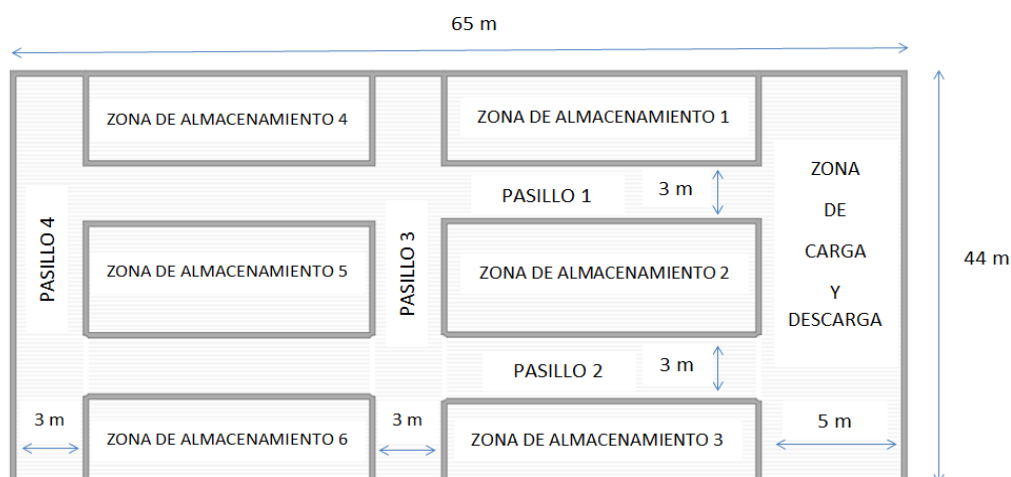 65 m
ZONA DE ALMACENAMIENTO 4
ZONA DE ALMACENAMIENTO 1
ZONA
DE
CARGA
Y
DESCARGA
PASILLO 1
3 m
PASILLO 4
PASILLO 3
ZONA DE ALMACENAMIENTO 5
ZONA DE ALMACENAMIENTO 2
44 m
PASILLO 2
3 m
3 m
3 m
5 m
ZONA DE ALMACENAMIENTO 6
ZONA DE ALMACENAMIENTO 3